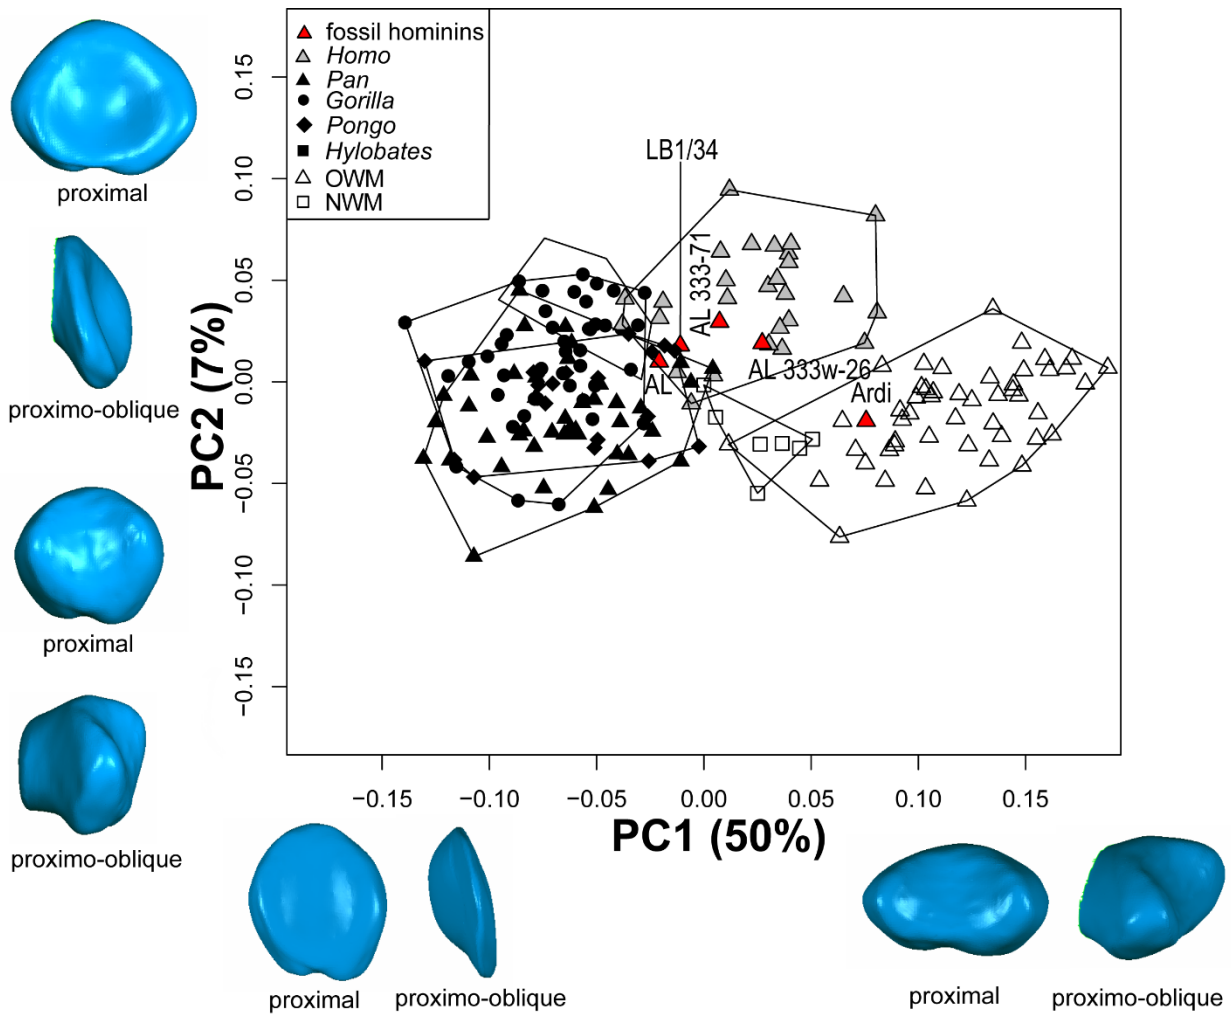 fossil hominins
Homo
Pan
Gorilla
Pongo
Hylobates
OWM
NWM
proximal
proximo-oblique
proximal
proximo-oblique
PC2 (7%)
0.15
0.10
0.05
0.00
−0.05
−0.10
−0.15
LB1/34
AL 333-71
AL 333w-26
AL
Ardi
−0.15
−0.10
−0.05
0.00
0.05
0.10
0.15
PC1 (50%)
proximal
proximo-oblique
proximal
proximo-oblique